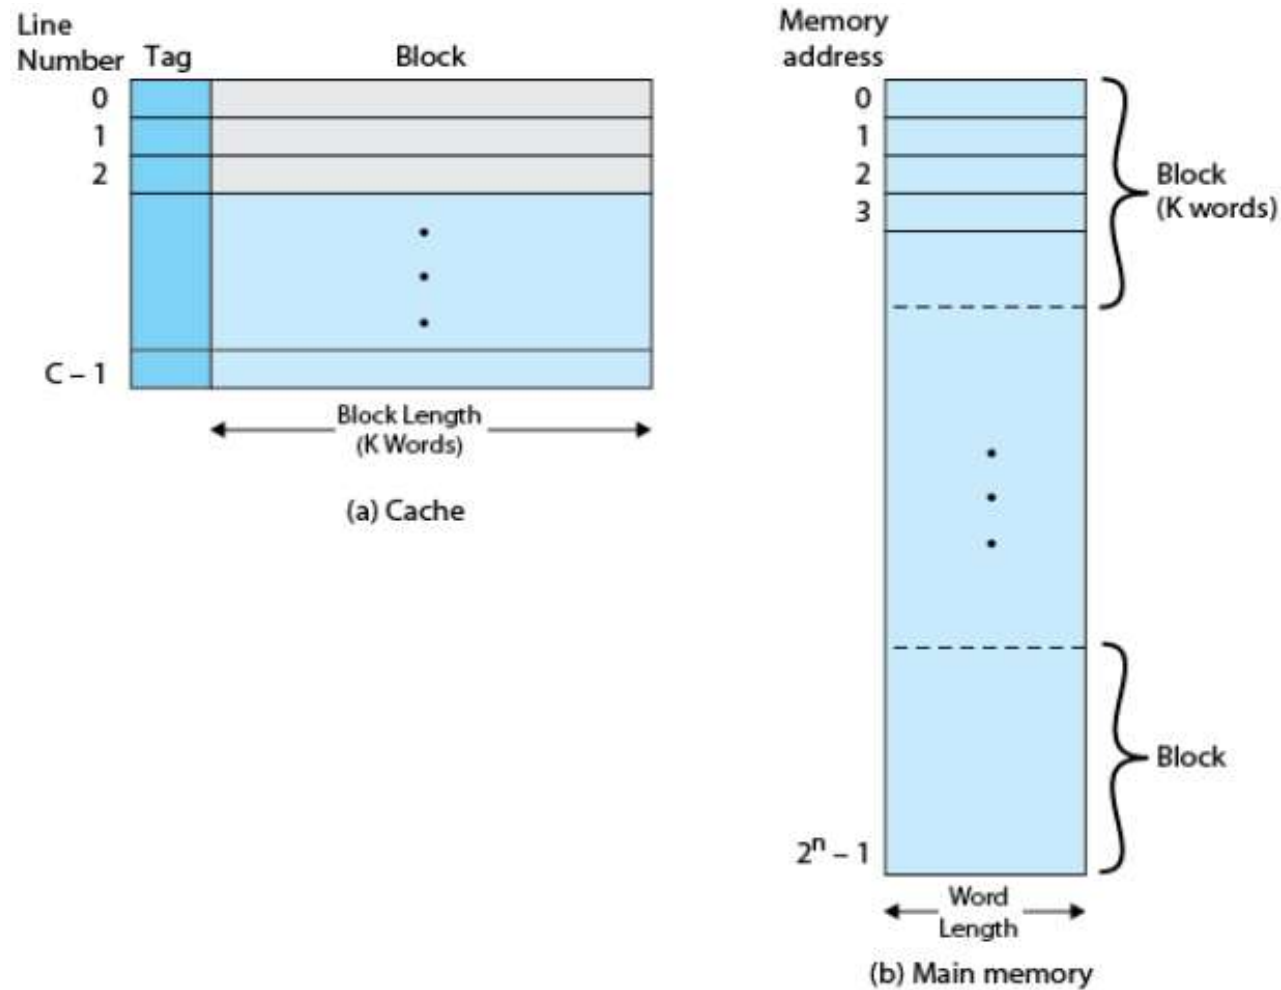 Line
Number
Tag
Block
0
1
2
C – 1
Block Length
(K Words)
(a) Cache
Memory
address
0
1
2
3
Block
(K words)
Block
2ⁿ – 1
Word
Length
(b) Main memory